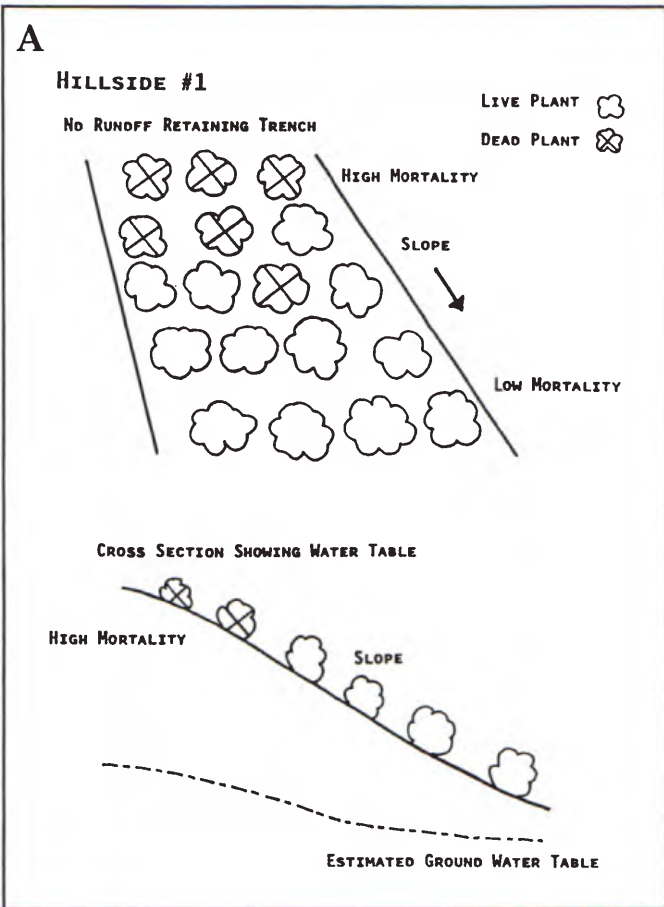 A
HILLSIDE #1
LIVE PLANT
NO RUNOFF RETAINING TRENCH
DEAD PLANT
HIGH MORTALITY
SLOPE
LOW MORTALITY
CROSS SECTION SHOWING WATER TABLE
HIGH MORTALITY
SLOPE
ESTIMATED GROUND WATER TABLE